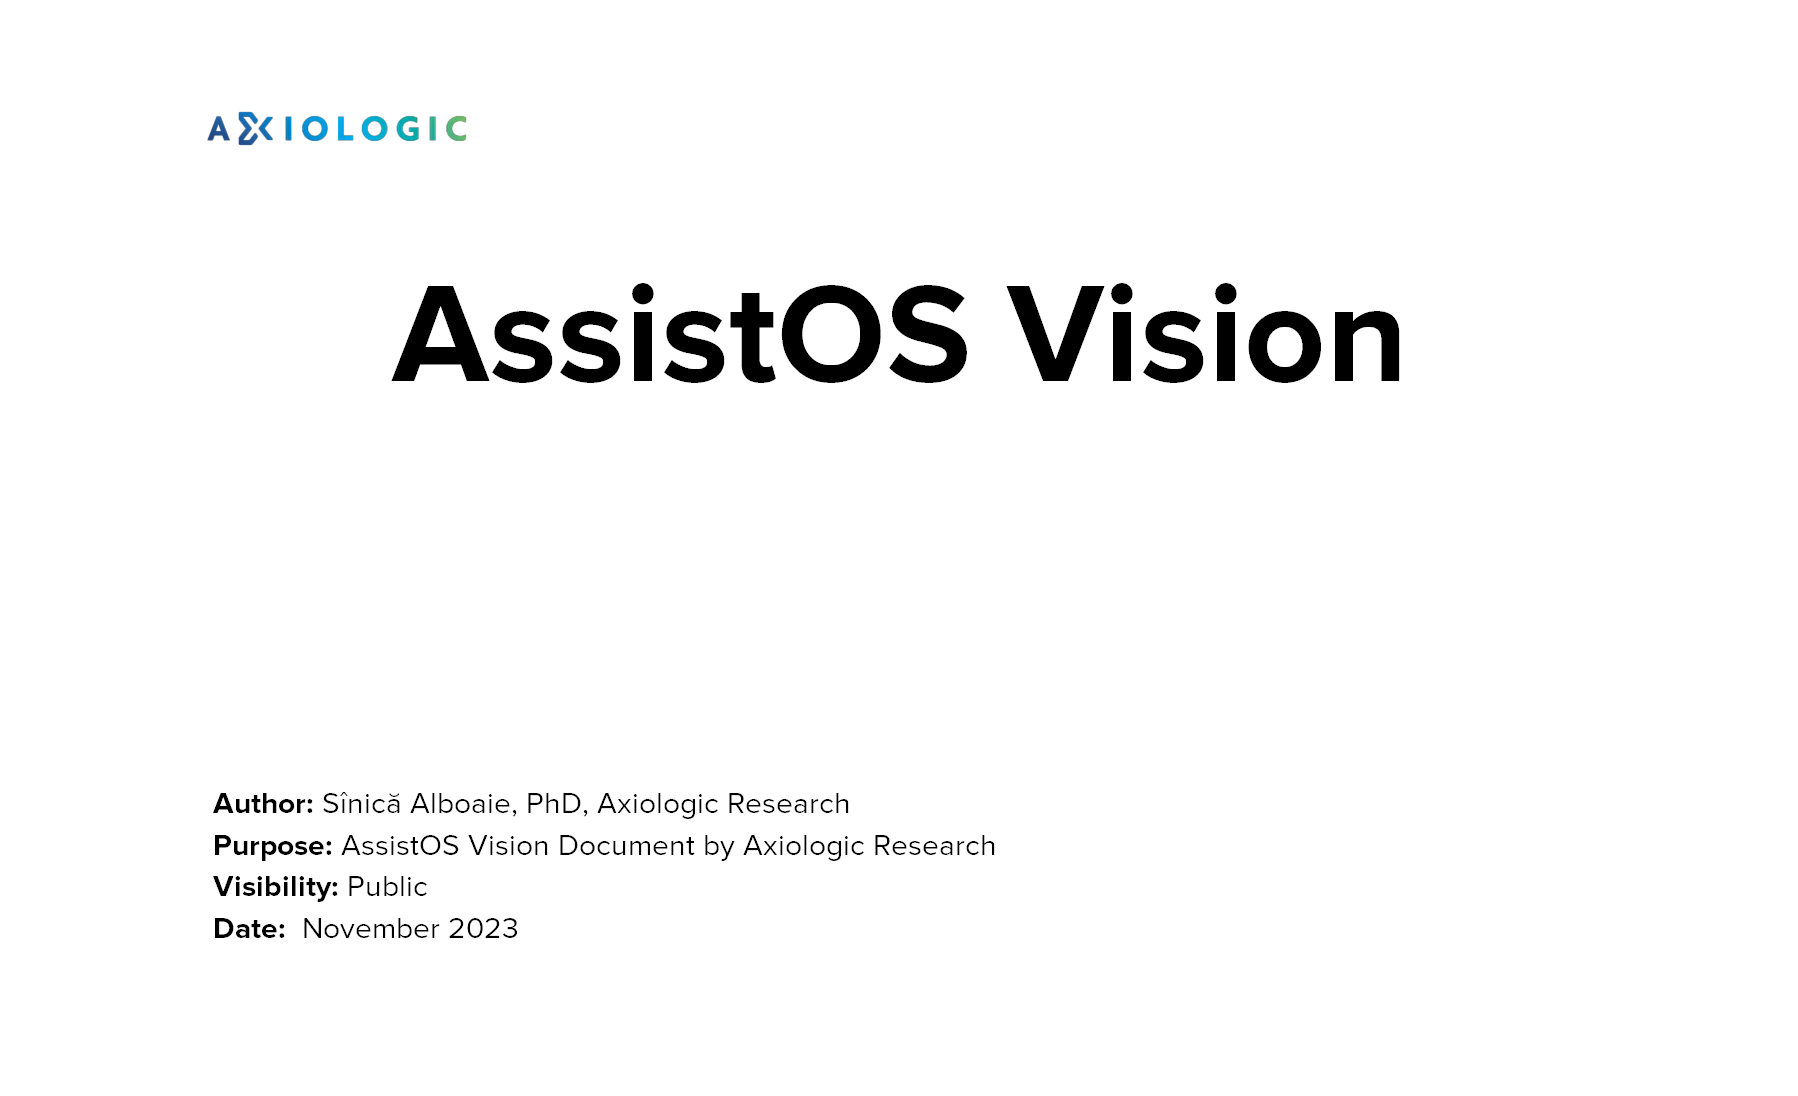 AXIOLOGIC
AssistOS Vision
Author: Sînică Alboaie, PhD, Axiologic Research
Purpose: AssistOS Vision Document by Axiologic Research
Visibility: Public
Date: November 2023